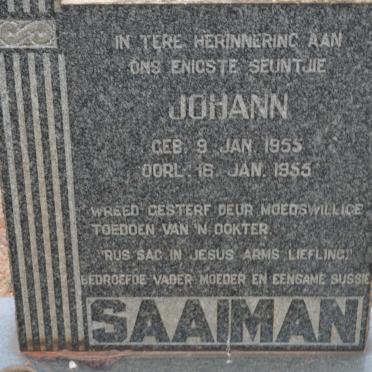 IN TERE HERINNERING AAN
ONS ENIGSTE SEUNTJIE
JOHANN
GEB. 9 JAN. 1955
OORL. 18 JAN. 1955
WREED GESTERF DEUR MOEDSWILLIGE
TOEDOEN VAN 'N DOKTER.
"RUS SAG IN JESUS ARMS LIEFLING."
BEDROEFDE VADER MOEDER EN EENSAME SUSSIE
SAAIMAN